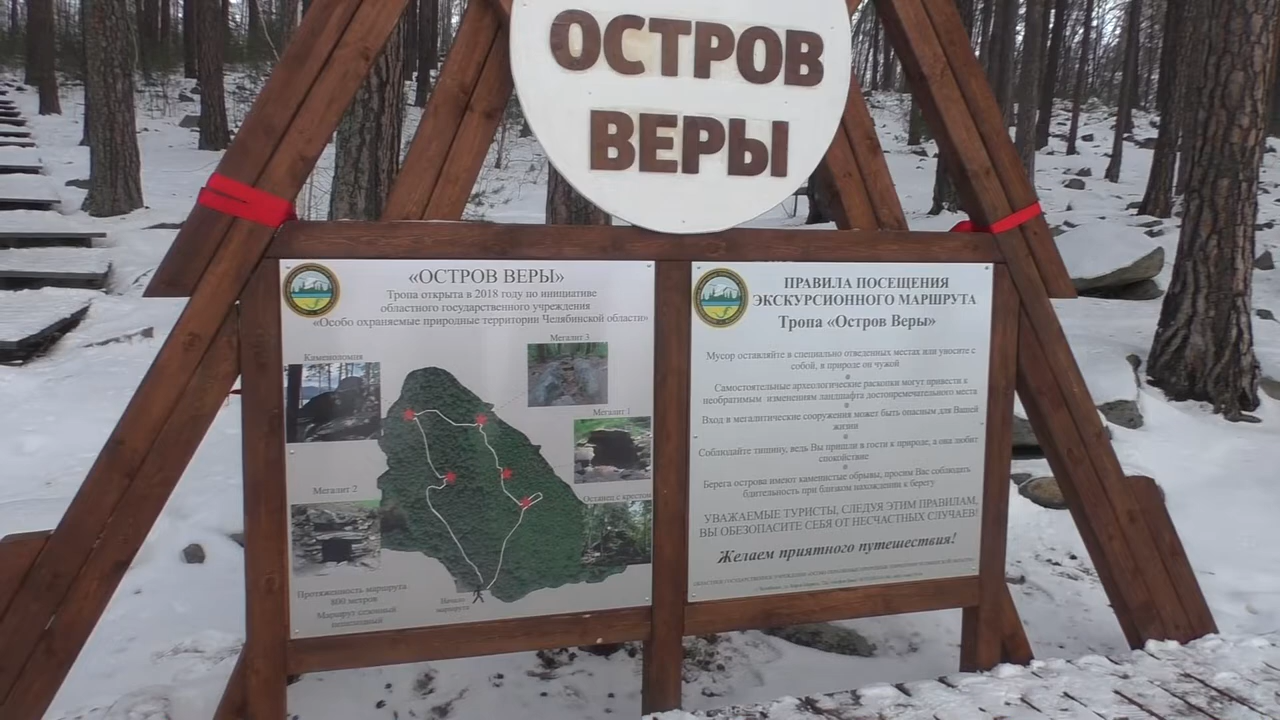 ОСТРОВ
ВЕРЫ
«ОСТРОВ ВЕРЫ»
Тропа открыта в 2018 году по инициативе
областного государственного учреждения
«Особо охраняемые природные территории Челябинской области»
Мегалит 3
Каменоломня
Мегалит 1
Мегалит 2
Останец с крестом
Протяженность маршрута
800 метров
Маршрут сезонный
пешеходный
Начало
маршрута
ПРАВИЛА ПОСЕЩЕНИЯ
ЭКСКУРСИОННОГО МАРШРУТА
Тропа «Остров Веры»
Мусор оставляйте в специально отведенных местах или уносите с
собой, в природе он чужой
Самостоятельные археологические раскопки могут привести к
необратимым изменениям ландшафта достопримечательного места
Вход в мегалитические сооружения может быть опасным для Вашей
жизни
Соблюдайте тишину, ведь Вы пришли в гости к природе, а она любит
спокойствие
Берега острова имеют каменистые обрывы, просим Вас соблюдать
бдительность при близком нахождении к берегу
УВАЖАЕМЫЕ ТУРИСТЫ, СЛЕДУЯ ЭТИМ ПРАВИЛАМ,
ВЫ ОБЕЗОПАСИТЕ СЕБЯ ОТ НЕСЧАСТНЫХ СЛУЧАЕВ!
Желаем приятного путешествия!